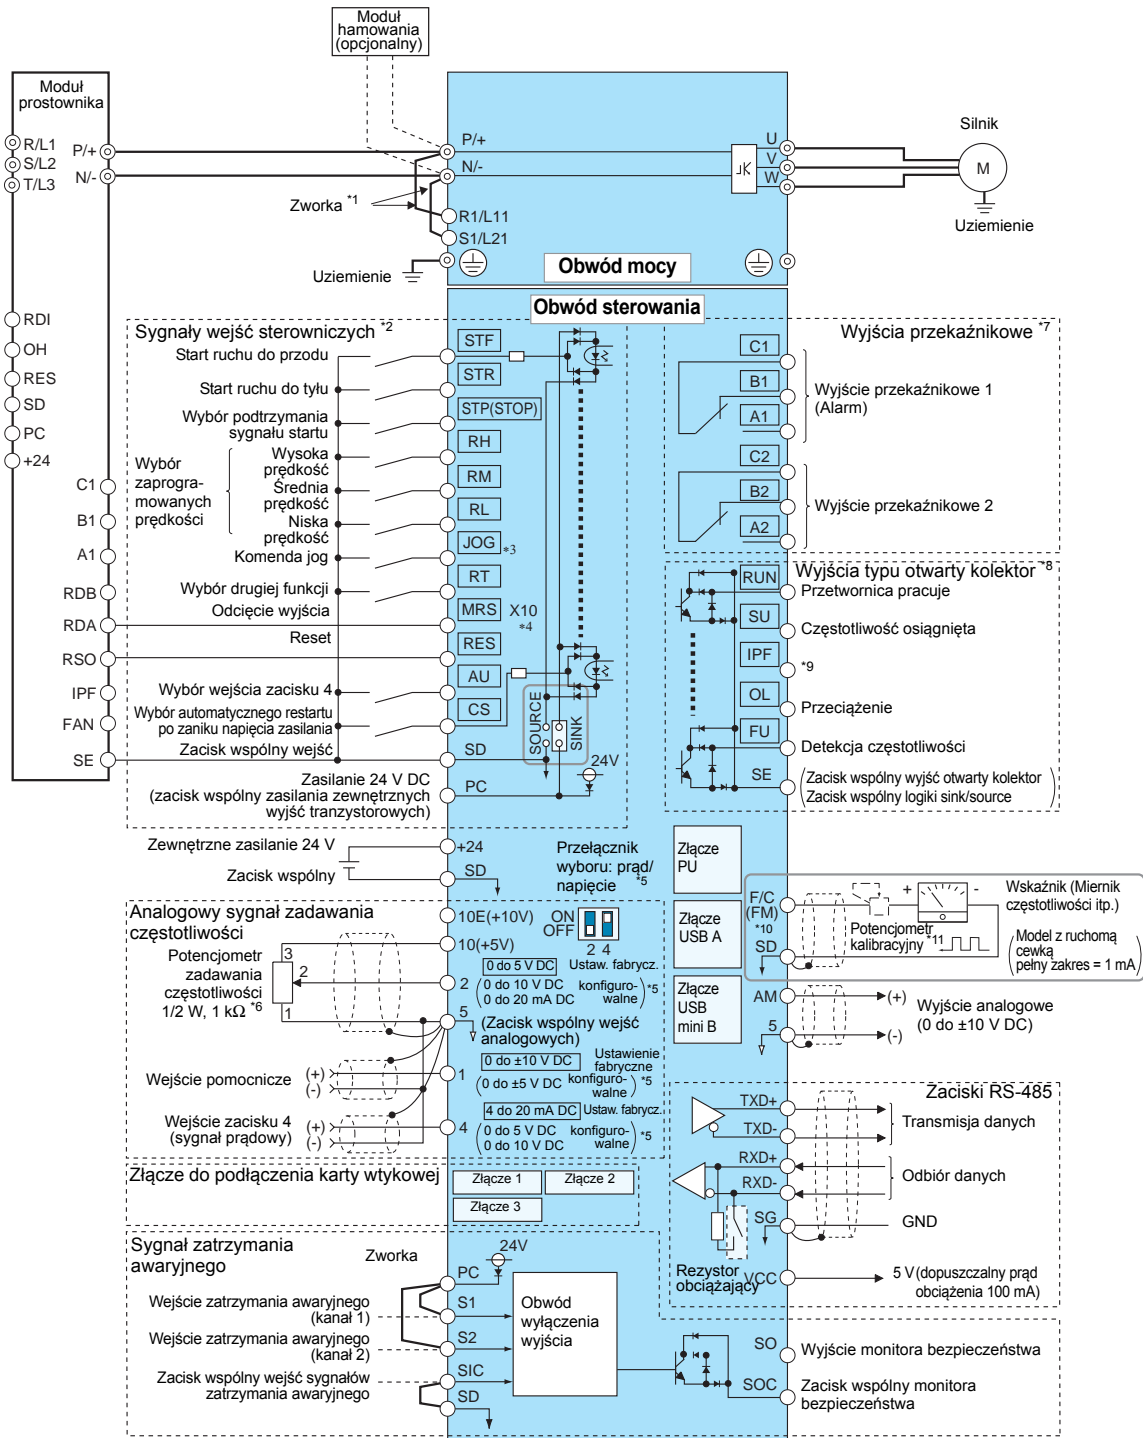 Moduł
hamowania
(opcjonalny)
Moduł
prostownika
R/L1
S/L2
T/L3
P/+
N/-
P/+
N/-
Zworka *1
R1/L11
S1/L21
Uziemienie
Obwód mocy
U
V
W
Silnik
M
Uziemienie
RDI
OH
RES
SD
PC
+24
C1
B1
A1
RDB
RDA
RSO
IPF
FAN
SE
Obwód sterowania
Sygnały wejść sterowniczych *2
Start ruchu do przodu
STF
Start ruchu do tyłu
STR
Wybór podtrzymania
sygnału startu
STP(STOP)
Wybór
zaprogra-
mowanych
prędkości
Wysoka
prędkość
RH
Średnia
prędkość
RM
Niska
prędkość
RL
Komenda jog
JOG *3
Wybór drugiej funkcji
RT
Odcięcie wyjścia
MRS X10
*4
Reset
RES
Wybór wejścia zacisku 4
AU
Wybór automatycznego restartu
po zaniku napięcia zasilania
CS
Zacisk wspólny wejść
SD
SOURCE
SINK
24V
Zasilanie 24 V DC
(zacisk wspólny zasilania zewnętrznych
wyjść tranzystorowych)
PC
Wyjścia przekaźnikowe *7
C1
B1
A1
Wyjście przekaźnikowe 1
(Alarm)
C2
B2
A2
Wyjście przekaźnikowe 2
Wyjścia typu otwarty kolektor *8
RUN
Przetwornica pracuje
SU
Częstotliwość osiągnięta
IPF
*9
OL
Przeciążenie
FU
Detekcja częstotliwości
SE
(Zacisk wspólny wyjść otwarty kolektor
Zacisk wspólny logiki sink/source)
Zewnętrzne zasilanie 24 V
+24
Zacisk wspólny
SD
Przełącznik
wyboru: prąd/
napięcie *5
Złącze
PU
Złącze
USB A
Złącze
USB
mini B
F/C
(FM)
*10
SD
+
-
Wskaźnik (Miernik
częstotliwości itp.)
Potencjometr
kalibracyjny *11
(Model z ruchomą
cewką
pełny zakres = 1 mA)
AM
5
(+)
(-)
Wyjście analogowe
(0 do ±10 V DC)
Analogowy sygnał zadawania
częstotliwości
10E(+10V)
ON
OFF
2 4
10(+5V)
Potencjometr
zadawania
częstotliwości
1/2 W, 1 kΩ *6
3
2
1
2
0 do 5 V DC Ustaw. fabrycz.
(0 do 10 V DC
0 do 20 mA DC konfiguro-
walne) *5
5
(Zacisk wspólny wejść
analogowych)
Wejście pomocnicze
(+)
(-)
1
0 do ±10 V DC Ustawienie
fabryczne
(0 do ±5 V DC konfiguro-
walne) *5
Wejście zacisku 4
(sygnał prądowy)
(+)
(-)
4
4 do 20 mA DC Ustaw. fabrycz.
(0 do 5 V DC
0 do 10 V DC konfiguro-
walne) *5
Złącze do podłączenia karty wtykowej
Złącze 1
Złącze 2
Złącze 3
Zaciski RS-485
TXD+
TXD-
Transmisja danych
RXD+
RXD-
Odbiór danych
SG
GND
Rezystor
obciążający
VCC
5 V (dopuszczalny prąd
obciążenia 100 mA)
Sygnał zatrzymania
awaryjnego
Zworka
24V
PC
Wejście zatrzymania awaryjnego
(kanał 1)
S1
Wejście zatrzymania awaryjnego
(kanał 2)
S2
Zacisk wspólny wejść sygnałów
zatrzymania awaryjnego
SIC
SD
Obwód
wyłączenia
wyjścia
SO
Wyjście monitora bezpieczeństwa
SOC
Zacisk wspólny monitora
bezpieczeństwa